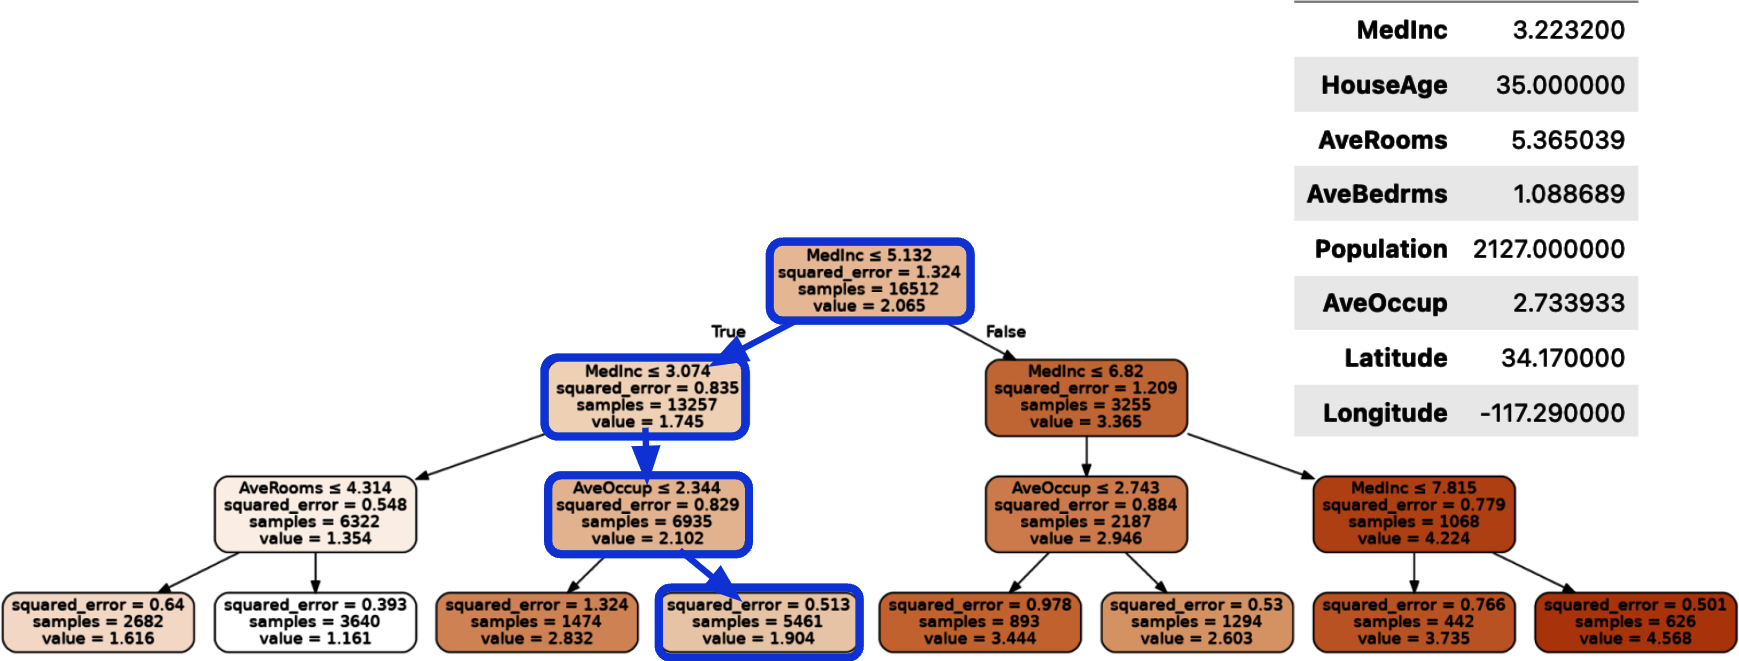 MedInc 3.223200
HouseAge 35.000000
AveRooms 5.365039
AveBedrms 1.088689
Population 2127.000000
AveOccup 2.733933
Latitude 34.170000
Longitude -117.290000
MedInc ≤ 5.132
squared_error = 1.324
samples = 16512
value = 2.065
True
False
MedInc ≤ 3.074
squared_error = 0.835
samples = 13257
value = 1.745
MedInc ≤ 6.82
squared_error = 1.209
samples = 3255
value = 3.365
AveRooms ≤ 4.314
squared_error = 0.548
samples = 6322
value = 1.354
AveOccup ≤ 2.344
squared_error = 0.829
samples = 6935
value = 2.102
AveOccup ≤ 2.743
squared_error = 0.884
samples = 2187
value = 2.946
MedInc ≤ 7.815
squared_error = 0.779
samples = 1068
value = 4.224
squared_error = 0.64
samples = 2682
value = 1.616
squared_error = 0.393
samples = 3640
value = 1.161
squared_error = 1.324
samples = 1474
value = 2.832
squared_error = 0.513
samples = 5461
value = 1.904
squared_error = 0.978
samples = 893
value = 3.444
squared_error = 0.53
samples = 1294
value = 2.603
squared_error = 0.766
samples = 442
value = 3.735
squared_error = 0.501
samples = 626
value = 4.568